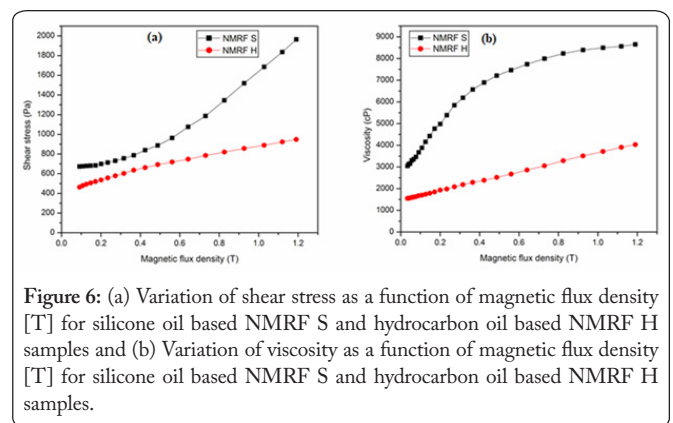 (a)
NMRF S
NMRF H
2000
1800
1600
1400
1200
1000
800
600
400
200
0
Shear stress (Pa)
0.0 0.2 0.4 0.6 0.8 1.0 1.2
Magnetic flux density (T)
(b)
NMRF S
NMRF H
9000
8000
7000
6000
5000
4000
3000
2000
1000
0
Viscosity (cP)
0.0 0.2 0.4 0.6 0.8 1.0 1.2
Magnetic flux density (T)
Figure 6: (a) Variation of shear stress as a function of magnetic flux density
[T] for silicone oil based NMRF S and hydrocarbon oil based NMRF H
samples and (b) Variation of viscosity as a function of magnetic flux density
[T] for silicone oil based NMRF S and hydrocarbon oil based NMRF H
samples.